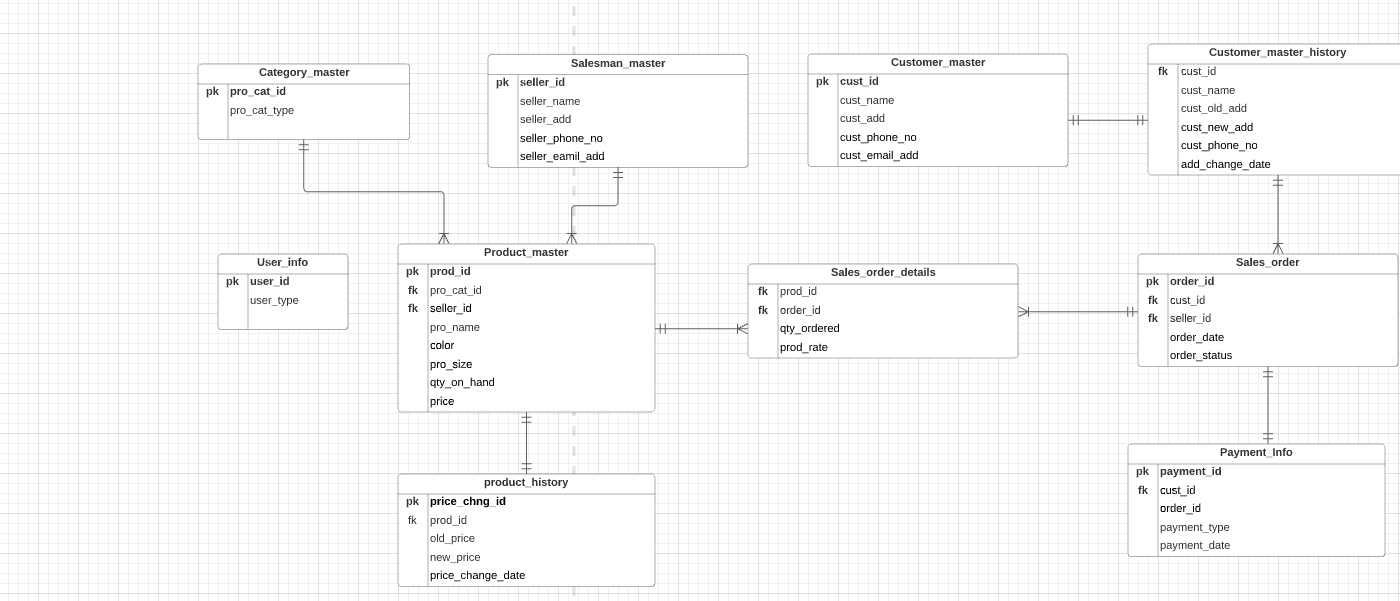 Category_master
pk pro_cat_id
pro_cat_type
Salesman_master
pk seller_id
seller_name
seller_add
seller_phone_no
seller_eamil_add
Customer_master
pk cust_id
cust_name
cust_add
cust_phone_no
cust_email_add
Customer_master_history
fk cust_id
cust_name
cust_old_add
cust_new_add
cust_phone_no
add_change_date
User_info
pk user_id
user_type
Product_master
pk prod_id
fk pro_cat_id
fk seller_id
pro_name
color
pro_size
qty_on_hand
price
Sales_order_details
fk prod_id
fk order_id
qty_ordered
prod_rate
Sales_order
pk order_id
fk cust_id
fk seller_id
order_date
order_status
product_history
pk price_chng_id
fk prod_id
old_price
new_price
price_change_date
Payment_Info
pk payment_id
fk cust_id
order_id
payment_type
payment_date